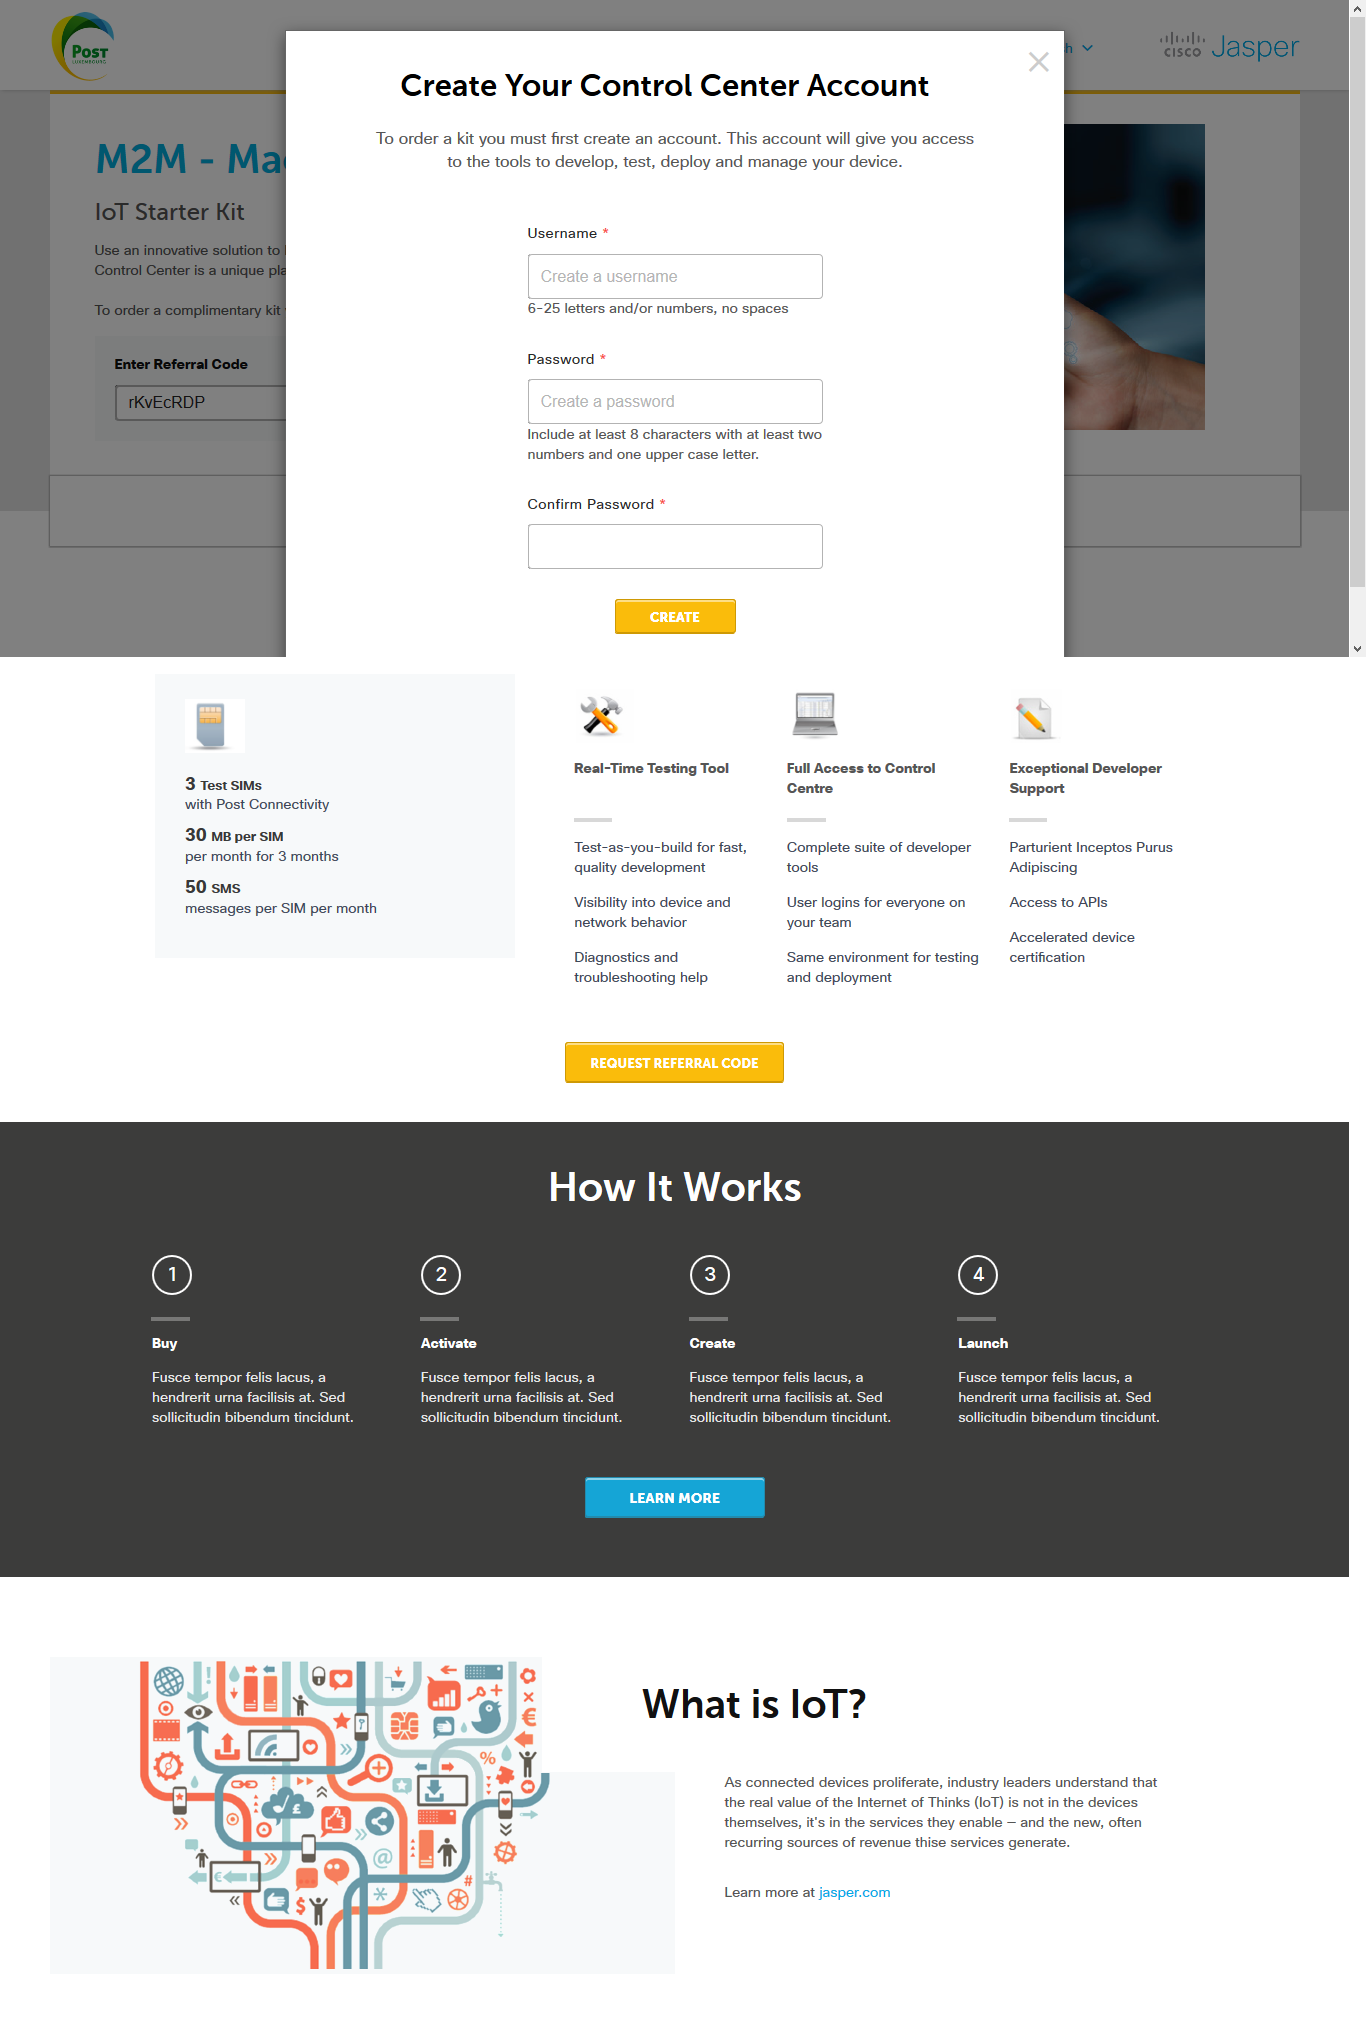 POST
LUXEMBOURG
CISCO Jasper
Create Your Control Center Account
To order a kit you must first create an account. This account will give you access
to the tools to develop, test, deploy and manage your device.
M2M -
IoT Starter Kit
Use an innovative solution to
Control Center is a unique
To order a complimentary kit
Enter Referral Code
rKvEcRDP
Username *
Create a username
6-25 letters and/or numbers, no spaces
Password *
Create a password
Include at least 8 characters with at least two
numbers and one upper case letter.
Confirm Password *
CREATE
3 Test SIMs
with Post Connectivity
30 MB per SIM
per month for 3 months
50 SMS
messages per SIM per month
Real-Time Testing Tool
Test-as-you-build for fast,
quality development
Visibility into device and
network behavior
Diagnostics and
troubleshooting help
Full Access to Control
Centre
Complete suite of developer
tools
User logins for everyone on
your team
Same environment for testing
and deployment
Exceptional Developer
Support
Parturient Inceptos Purus
Adipiscing
Access to APIs
Accelerated device
certification
REQUEST REFERRAL CODE
How It Works
1
Buy
Fusce tempor felis lacus, a
hendrerit urna facilisis at. Sed
sollicitudin bibendum tincidunt.
2
Activate
Fusce tempor felis lacus, a
hendrerit urna facilisis at. Sed
sollicitudin bibendum tincidunt.
3
Create
Fusce tempor felis lacus, a
hendrerit urna facilisis at. Sed
sollicitudin bibendum tincidunt.
4
Launch
Fusce tempor felis lacus, a
hendrerit urna facilisis at. Sed
sollicitudin bibendum tincidunt.
LEARN MORE
What is IoT?
As connected devices proliferate, industry leaders understand that
the real value of the Internet of Thinks (IoT) is not in the devices
themselves, it's in the services they enable – and the new, often
recurring sources of revenue thise services generate.
Learn more at jasper.com